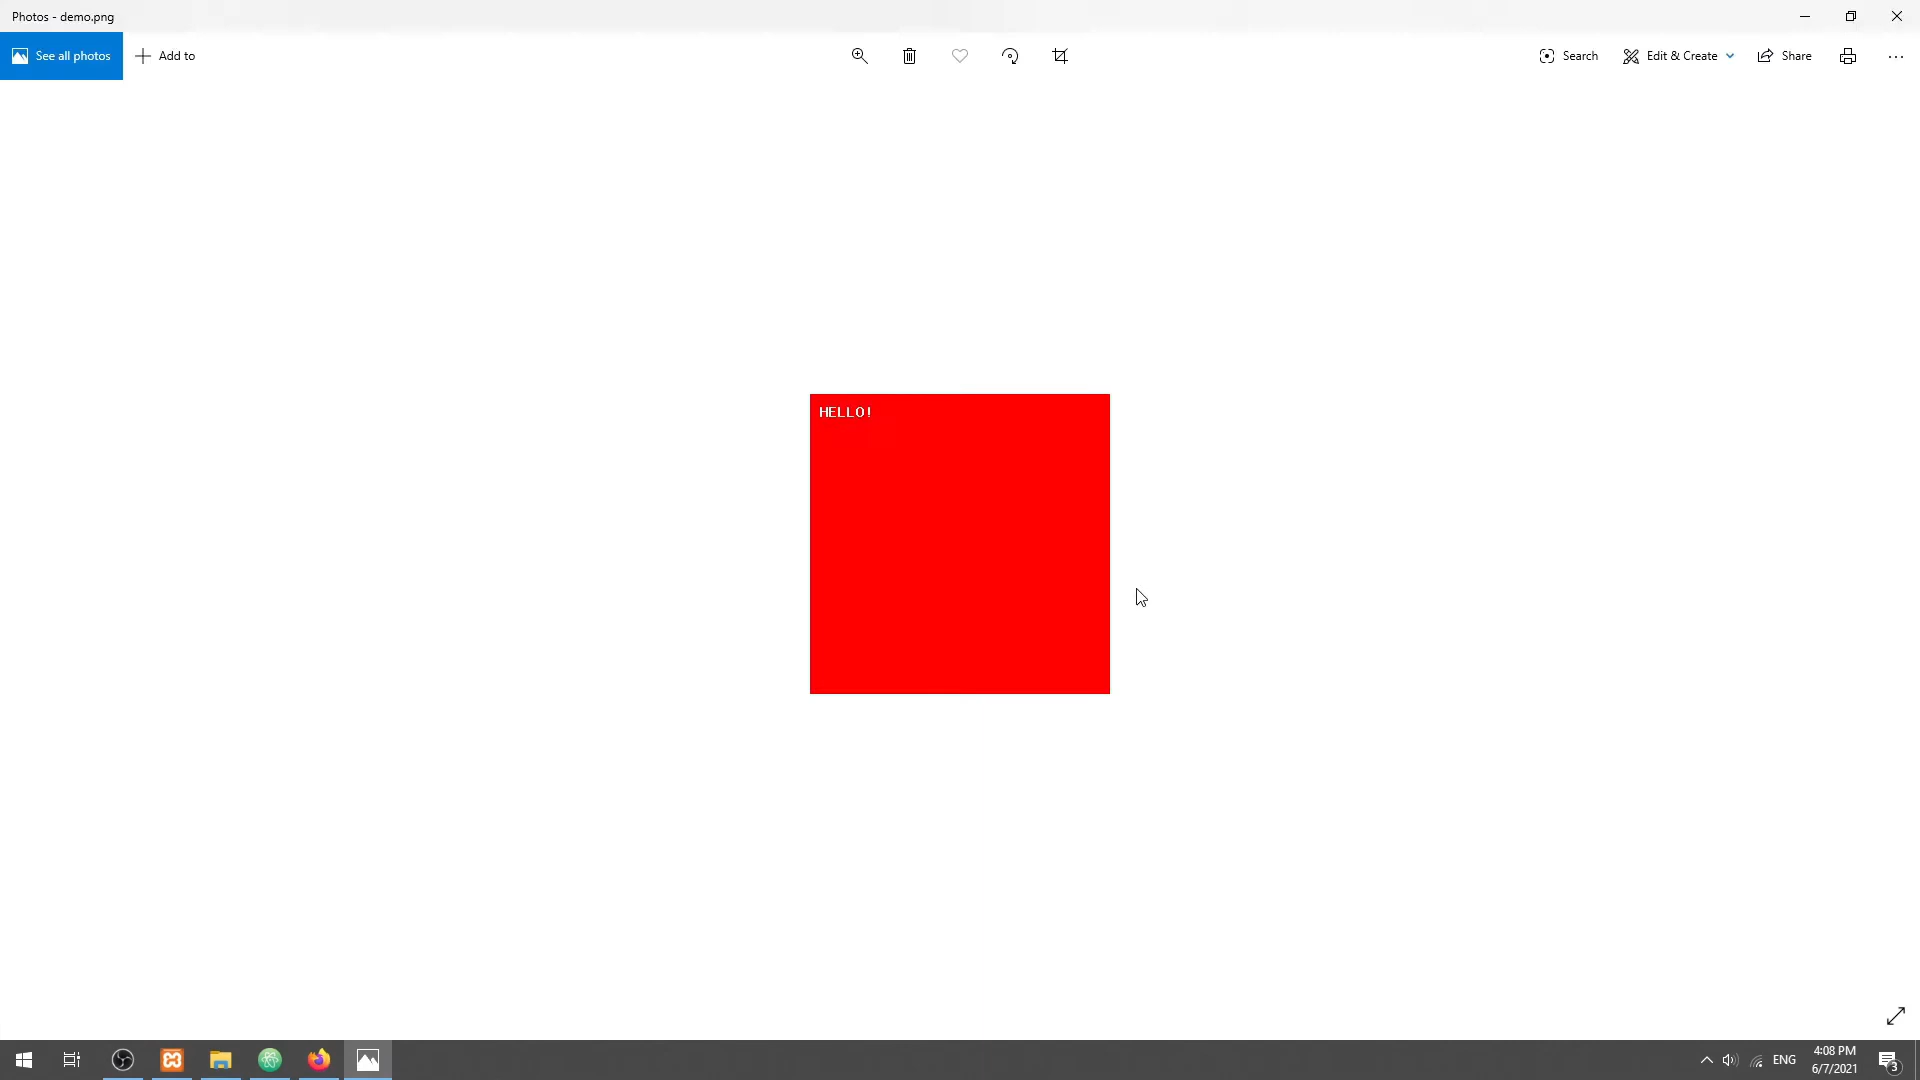 Photos - demo.png
See all photos
Add to
Search
Edit & Create
Share
HELLO!
ENG
4:08 PM
6/7/2021
3